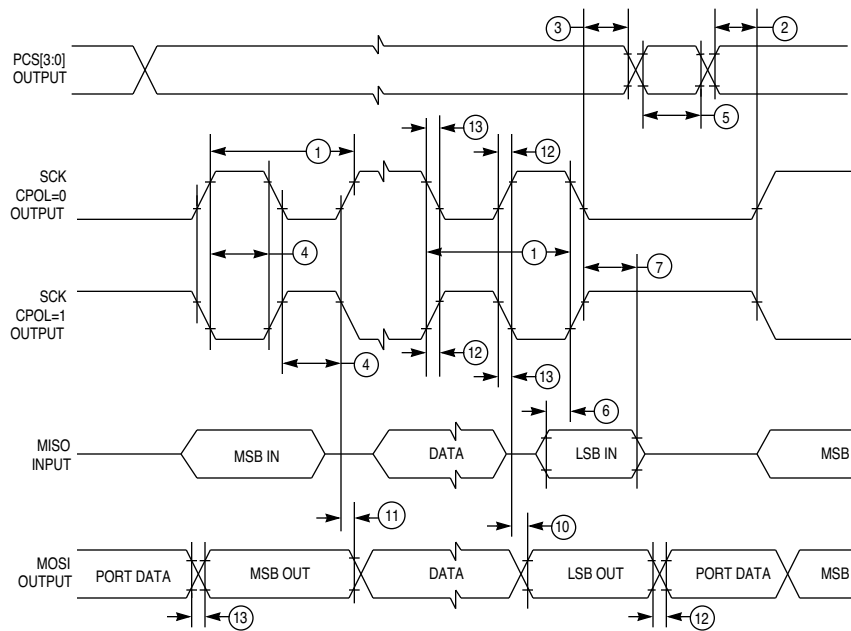 3
2
PCS[3:0]
OUTPUT
5
13
12
1
SCK
CPOL=0
OUTPUT
4
1
7
SCK
CPOL=1
OUTPUT
12
4
13
6
MISO
INPUT
MSB IN
DATA
LSB IN
MSB
11
10
MOSI
OUTPUT
PORT DATA
MSB OUT
DATA
LSB OUT
PORT DATA
MSB
13
12